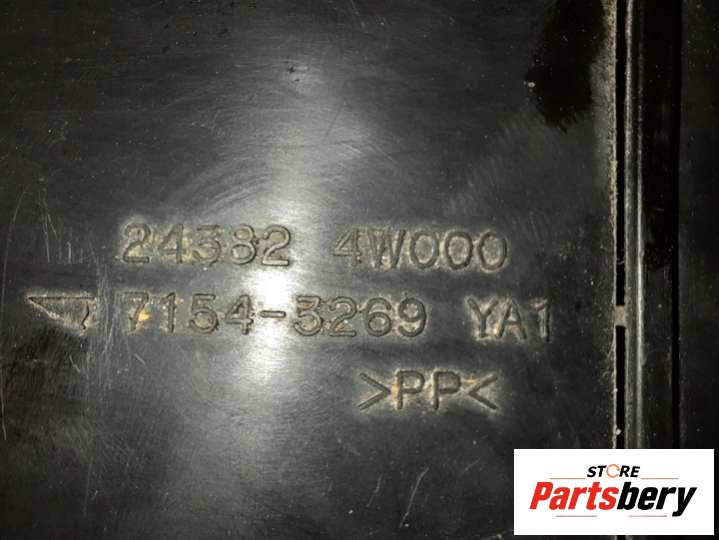 24382 4W000
7154-3269 YA1
>PP<
STORE
Partsbery